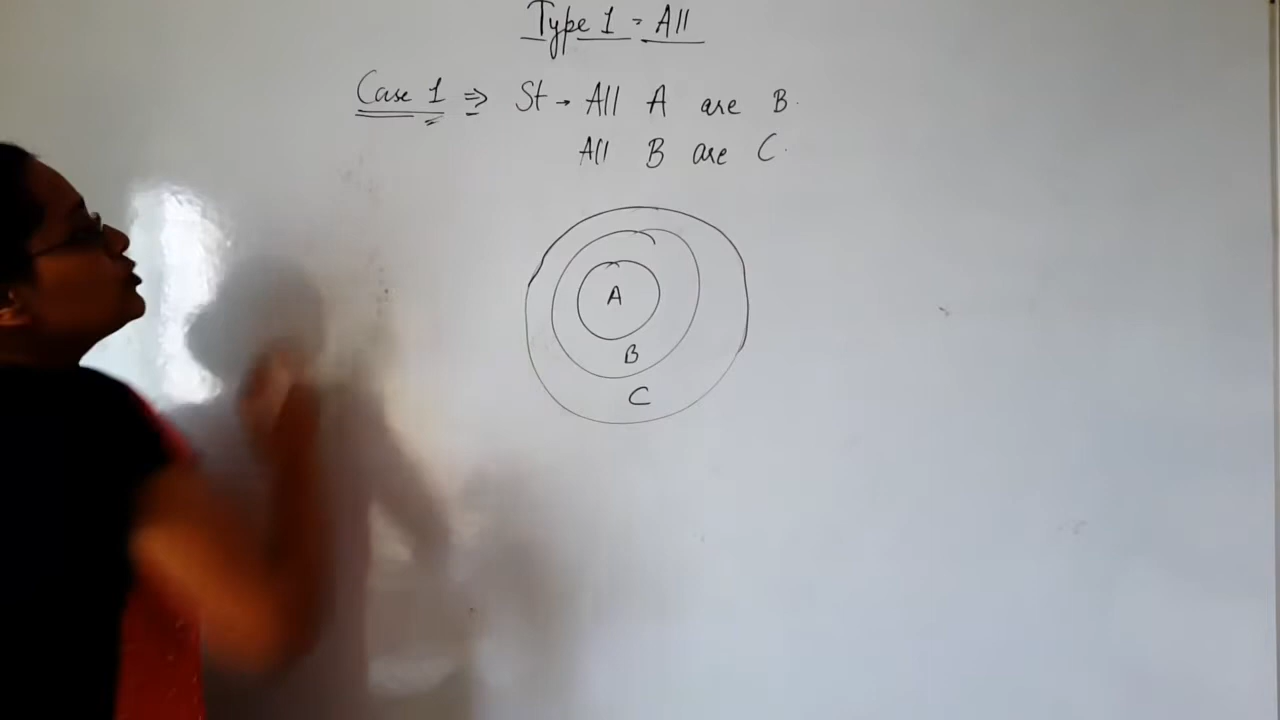 Type 1 - All
Case 1 ⇒ St → All A are B.
All B are C.
A
B
C